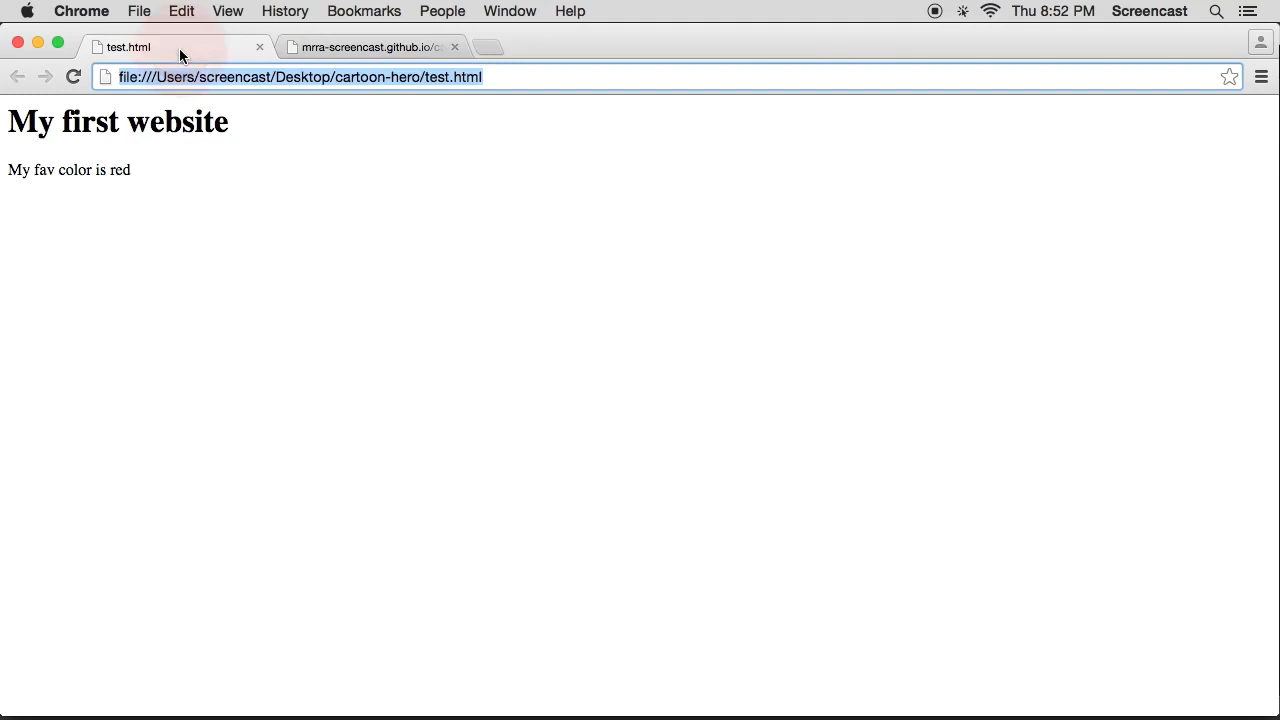 Chrome File Edit View History Bookmarks People Window Help Thu 8:52 PM Screencast
test.html mrra-screencast.github.io/ca
file:///Users/screencast/Desktop/cartoon-hero/test.html
My first website
My fav color is red